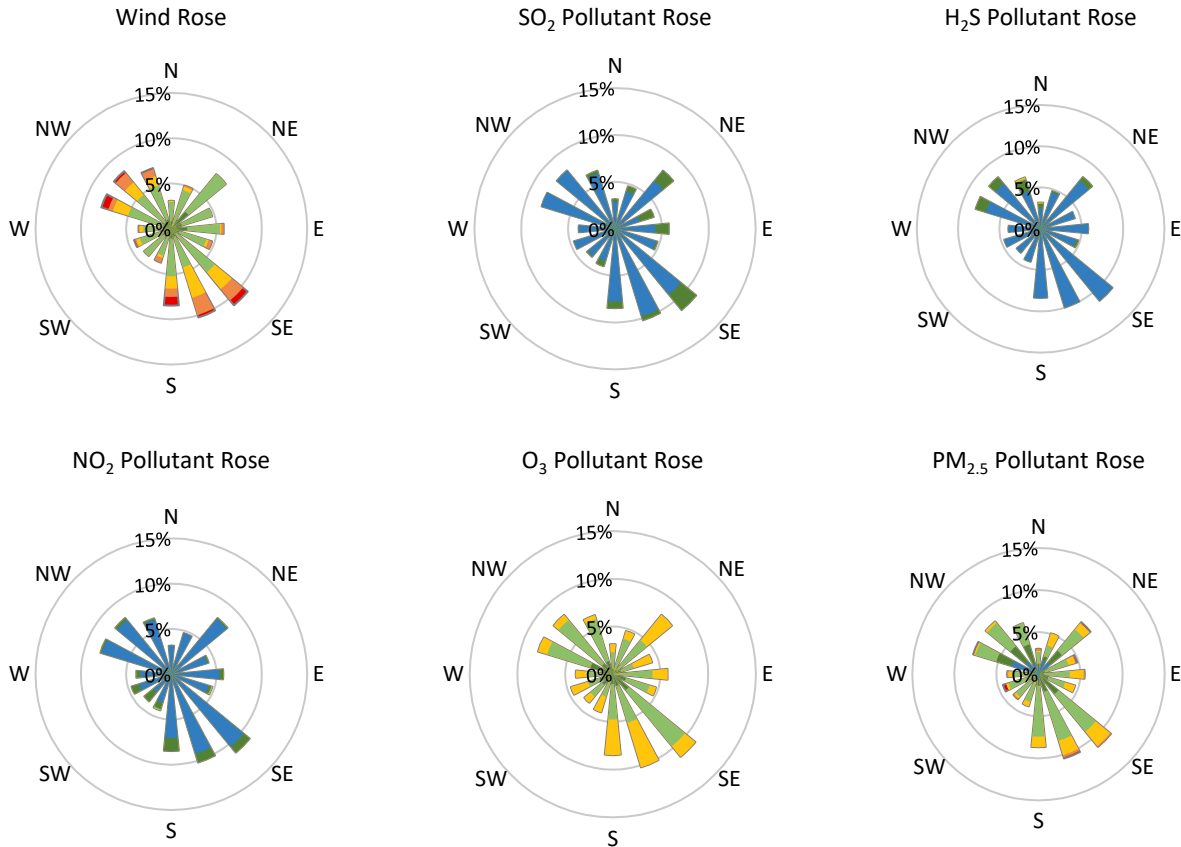 Wind Rose
N
15%
10%
5%
0%
NW
NE
W
E
SW
SE
S
SO₂ Pollutant Rose
N
15%
10%
5%
0%
NW
NE
W
E
SW
SE
S
H₂S Pollutant Rose
N
15%
10%
5%
0%
NW
NE
W
E
SW
SE
S
NO₂ Pollutant Rose
N
15%
10%
5%
0%
NW
NE
W
E
SW
SE
S
O₃ Pollutant Rose
N
15%
10%
5%
0%
NW
NE
W
E
SW
SE
S
PM₂.₅ Pollutant Rose
N
15%
10%
5%
0%
NW
NE
W
E
SW
SE
S